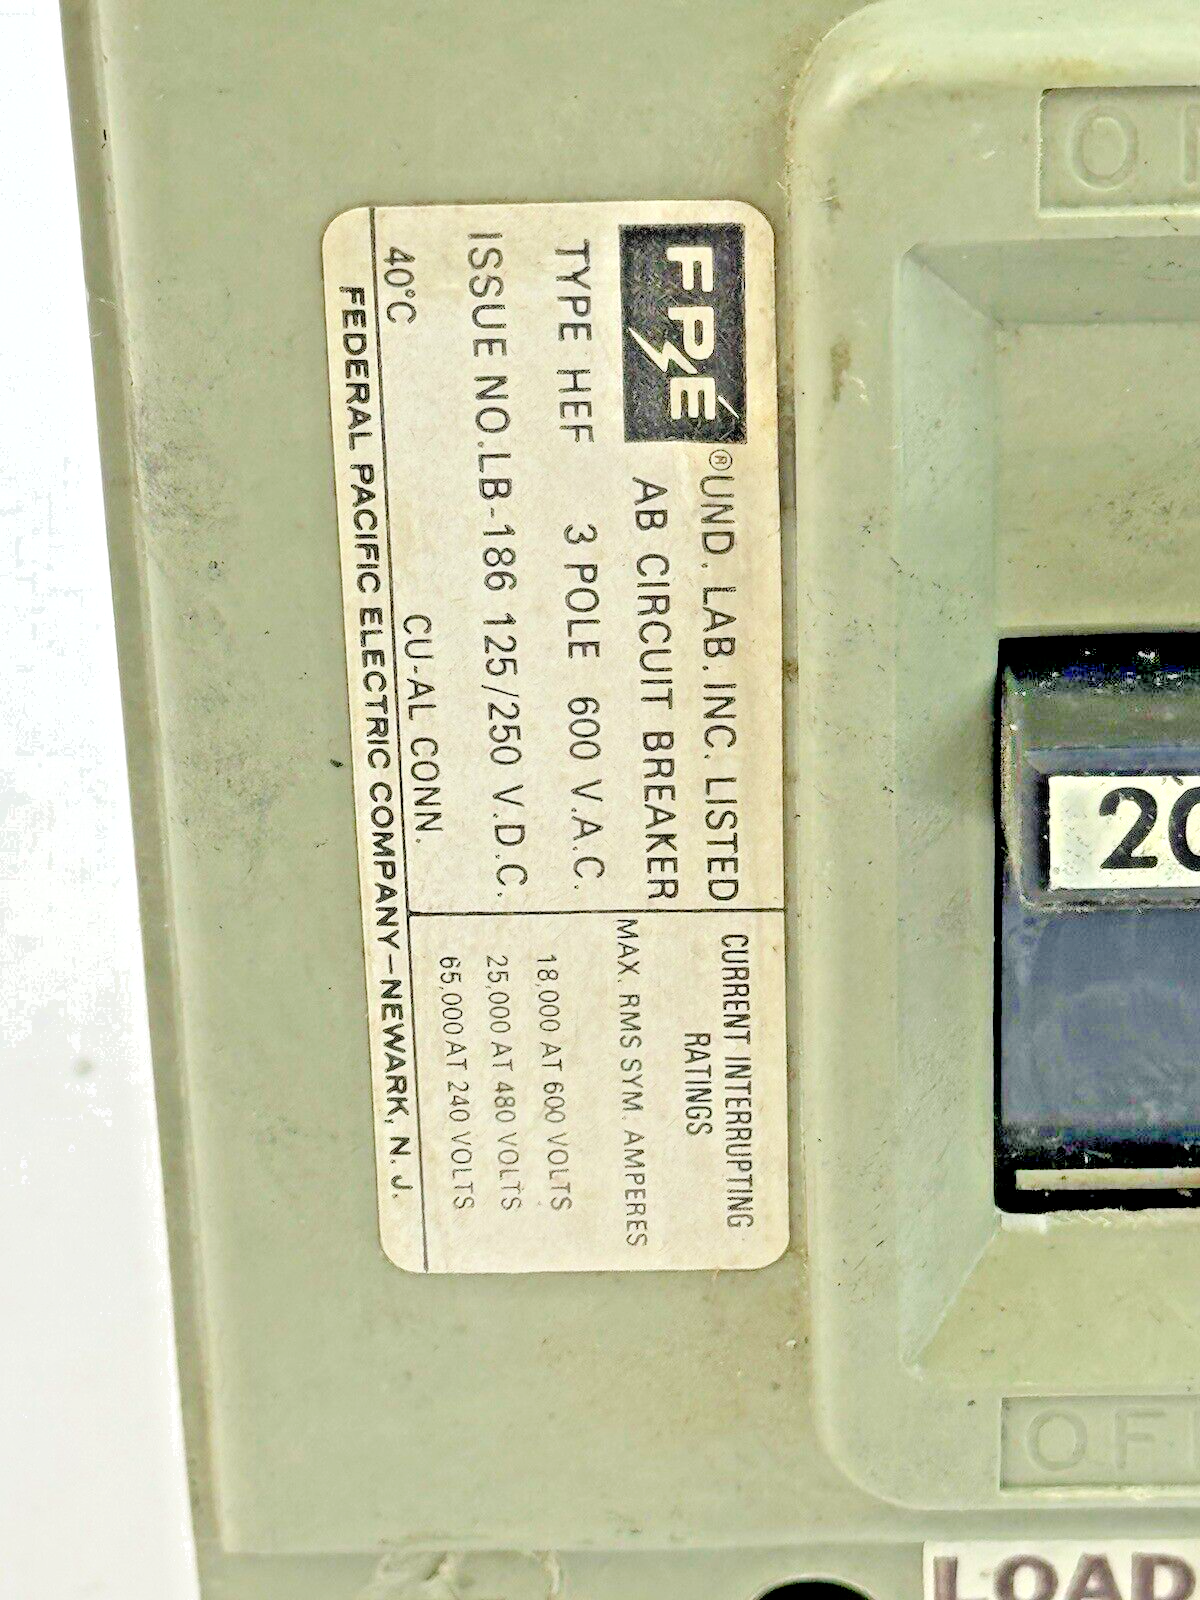 FPE
® UND. LAB. INC. LISTED
AB CIRCUIT BREAKER
TYPE HEF 3 POLE 600 V.A.C.
ISSUE NO. LB-186 125/250 V.D.C.
40°C CU-AL CONN.
CURRENT INTERRUPTING
RATINGS
MAX. RMS SYM. AMPERES
18,000 AT 600 VOLTS
25,000 AT 480 VOLTS
65,000 AT 240 VOLTS
FEDERAL PACIFIC ELECTRIC COMPANY-NEWARK, N. J.
LOAD